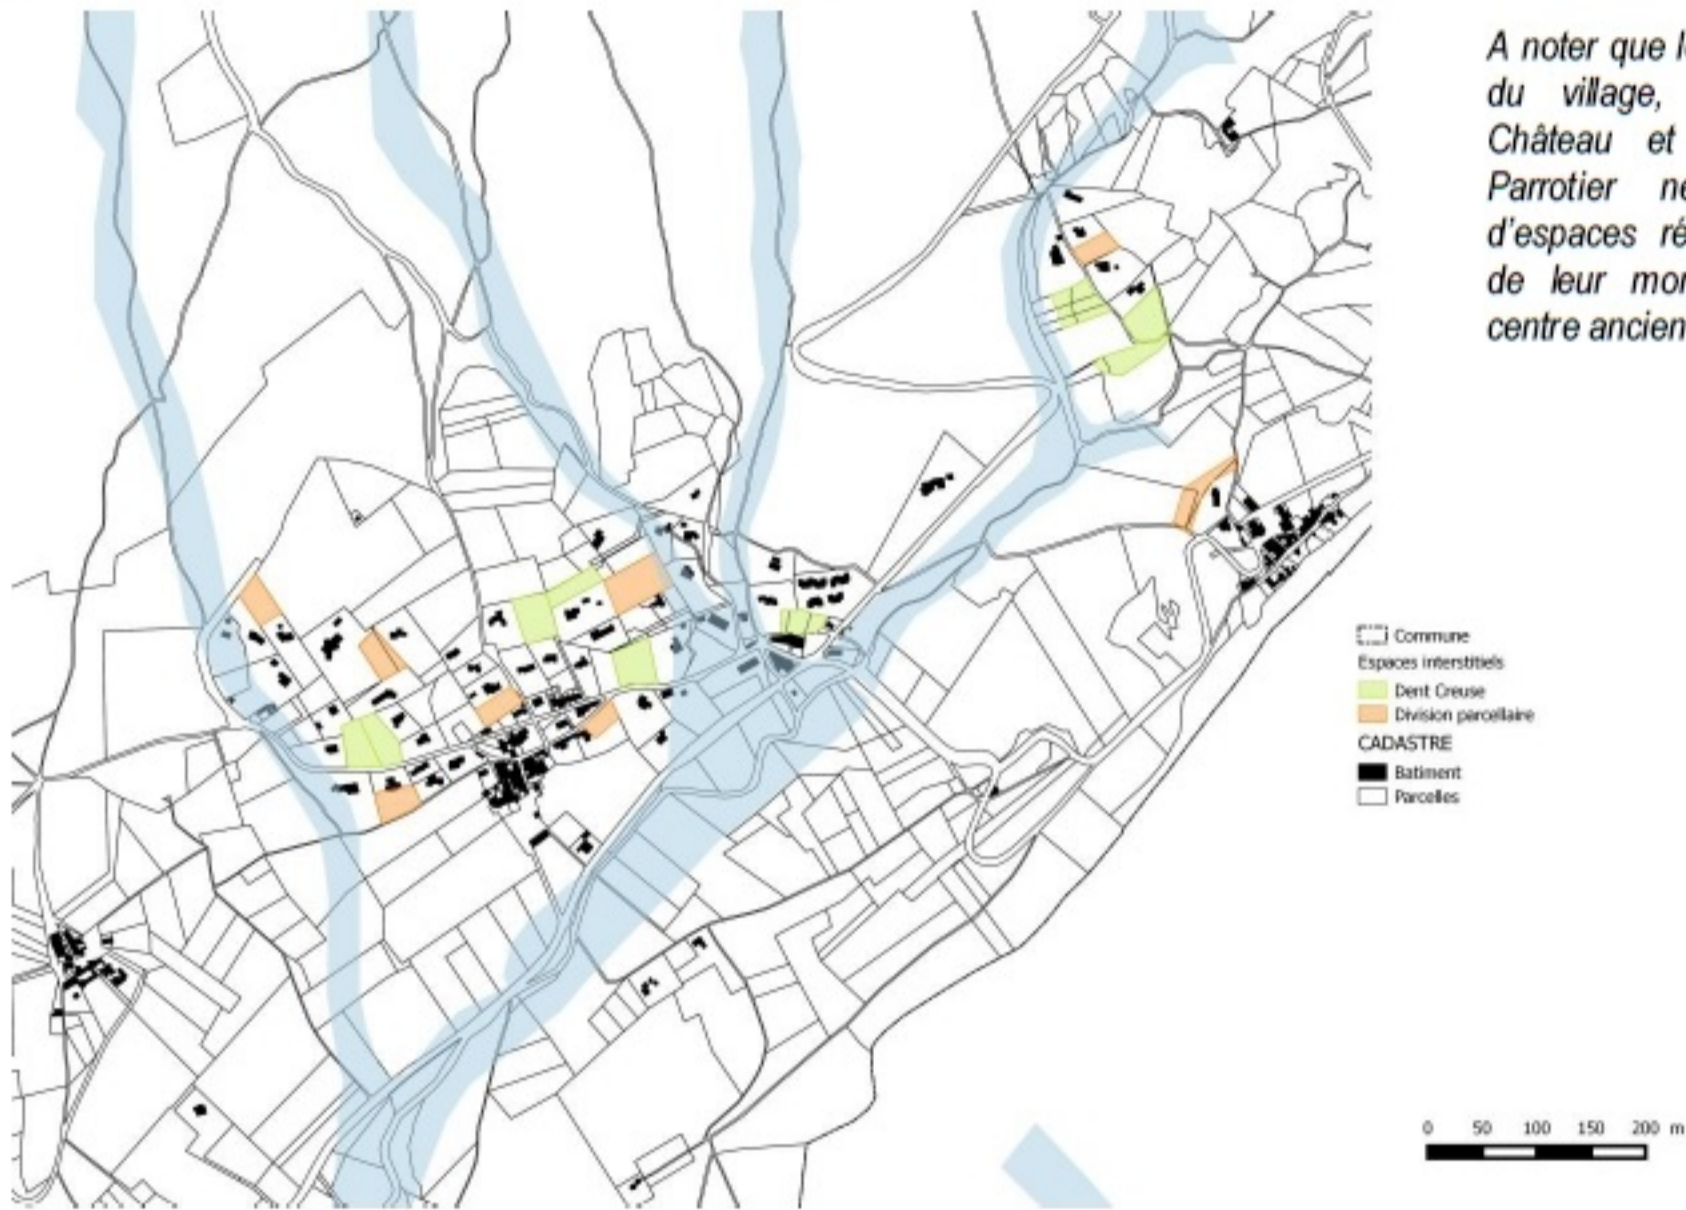 A noter que l
du village,
Château et
Parrotier ne
d'espaces ré
de leur mor
centre ancien
Commune
Espaces interstitiels
Dent Creuse
Division parcellaire
CADASTRE
Batiment
Parcelles
0 50 100 150 200 m